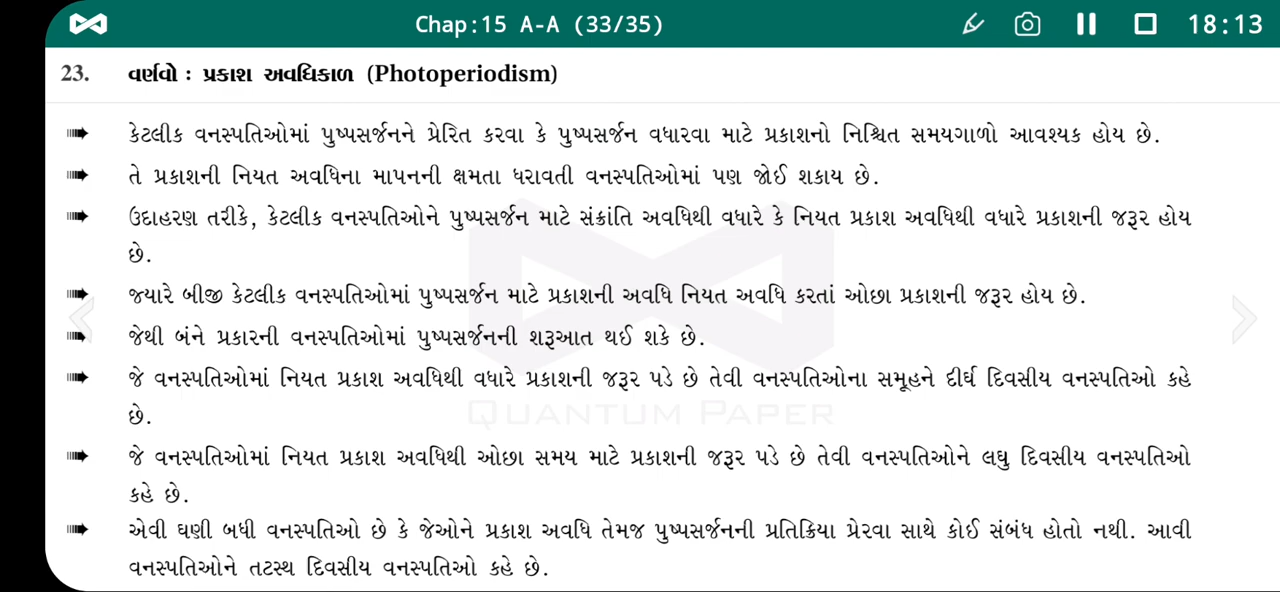 Chap:15 A-A (33/35)
18:13
23. વર્ણવો : પ્રકાશ અવધિકાળ (Photoperiodism)
કેટલીક વનસ્પતિઓમાં પુષ્પસર્જનને પ્રેરિત કરવા કે પુષ્પસર્જન વધારવા માટે પ્રકાશનો નિશ્ચિત સમયગાળો આવશ્યક હોય છે.
તે પ્રકાશની નિયત અવધિના માપનની ક્ષમતા ધરાવતી વનસ્પતિઓમાં પણ જોઈ શકાય છે.
ઉદાહરણ તરીકે, કેટલીક વનસ્પતિઓને પુષ્પસર્જન માટે સંક્રાંતિ અવધિથી વધારે કે નિયત પ્રકાશ અવધિથી વધારે પ્રકાશની જરૂર હોય
છે.
જ્યારે બીજી કેટલીક વનસ્પતિઓમાં પુષ્પસર્જન માટે પ્રકાશની અવધિ નિયત અવધિ કરતાં ઓછા પ્રકાશની જરૂર હોય છે.
જેથી બંને પ્રકારની વનસ્પતિઓમાં પુષ્પસર્જનની શરૂઆત થઈ શકે છે.
જે વનસ્પતિઓમાં નિયત પ્રકાશ અવધિથી વધારે પ્રકાશની જરૂર પડે છે તેવી વનસ્પતિઓના સમૂહને દીર્ઘ દિવસીય વનસ્પતિઓ કહે
છે.
QUANTUM PAPER
જે વનસ્પતિઓમાં નિયત પ્રકાશ અવધિથી ઓછા સમય માટે પ્રકાશની જરૂર પડે છે તેવી વનસ્પતિઓને લઘુ દિવસીય વનસ્પતિઓ
કહે છે.
એવી ઘણી બધી વનસ્પતિઓ છે કે જેઓને પ્રકાશ અવધિ તેમજ પુષ્પસર્જનની પ્રતિક્રિયા પ્રેરવા સાથે કોઈ સંબંધ હોતો નથી. આવી
વનસ્પતિઓને તટસ્થ દિવસીય વનસ્પતિઓ કહે છે.